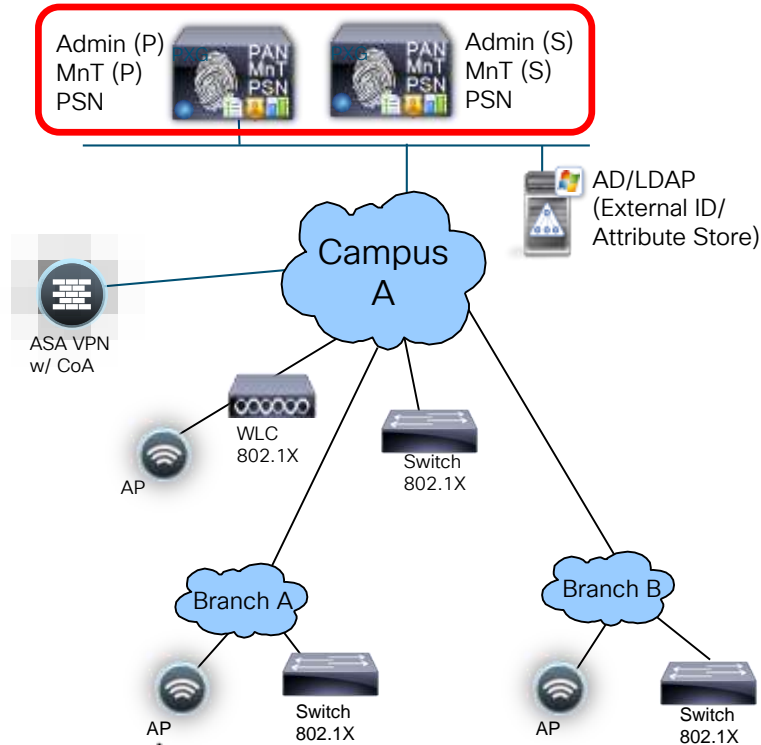 Admin (P)
MnT (P)
PSN
PXG
PAN
MnT
PSN
PXG
PAN
MnT
PSN
Admin (S)
MnT (S)
PSN
AD/LDAP
(External ID/
Attribute Store)
Campus
A
ASA VPN
w/ CoA
WLC
802.1X
AP
Switch
802.1X
Branch A
Branch B
AP
Switch
802.1X
AP
Switch
802.1X